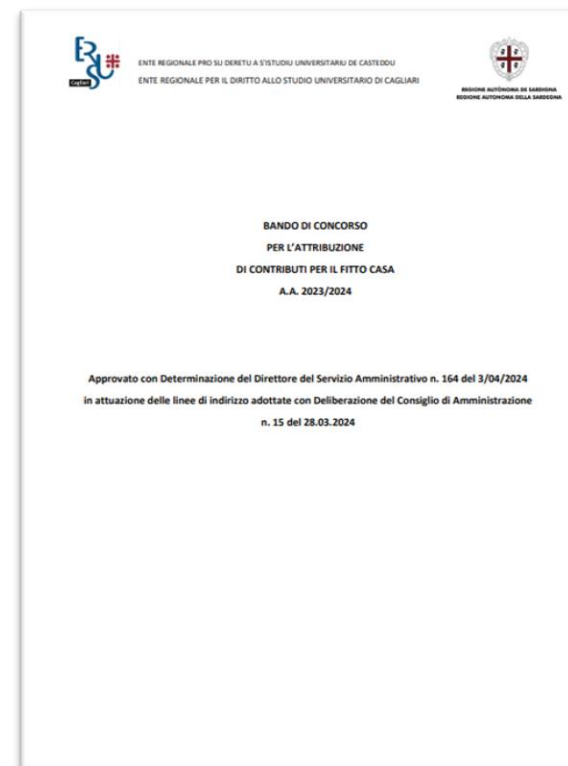 ERSU
Cagliari
ENTE REGIONALE PRO SU DERETU A S'ISTUDIU UNIVERSITARIU DE CASTEDDU
ENTE REGIONALE PER IL DIRITTO ALLO STUDIO UNIVERSITARIO DI CAGLIARI
REGIONE AUTÒNOMA DE SARDIGNA
REGIONE AUTONOMA DELLA SARDEGNA
BANDO DI CONCORSO
PER L'ATTRIBUZIONE
DI CONTRIBUTI PER IL FITTO CASA
A.A. 2023/2024
Approvato con Determinazione del Direttore del Servizio Amministrativo n. 164 del 3/04/2024
in attuazione delle linee di indirizzo adottate con Deliberazione del Consiglio di Amministrazione
n. 15 del 28.03.2024